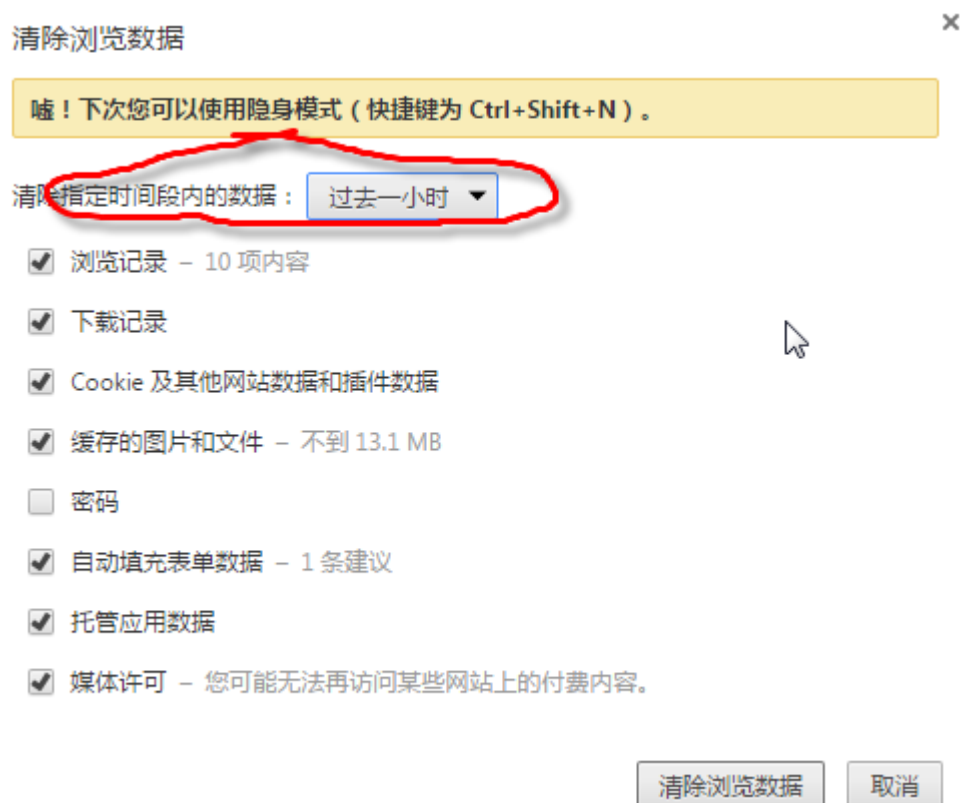 清除浏览数据
嘘！下次您可以使用隐身模式（快捷键为 Ctrl+Shift+N）。
清除指定时间段内的数据： 过去一小时
浏览记录 – 10 项内容
下载记录
Cookie 及其他网站数据和插件数据
缓存的图片和文件 – 不到 13.1 MB
密码
自动填充表单数据 – 1 条建议
托管应用数据
媒体许可 – 您可能无法再访问某些网站上的付费内容。
清除浏览数据 取消